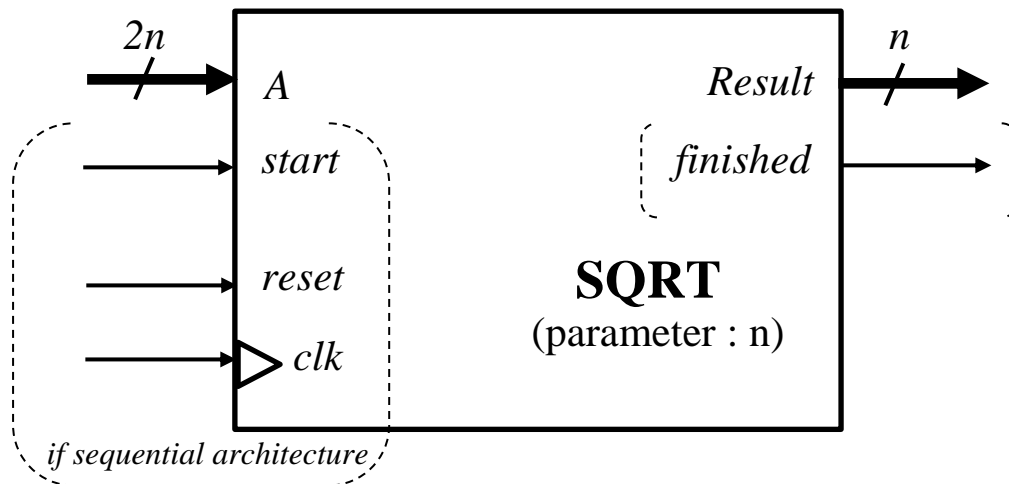 2n
n
A
Result
start
finished
reset
SQRT
(parameter : n)
clk
if sequential architecture